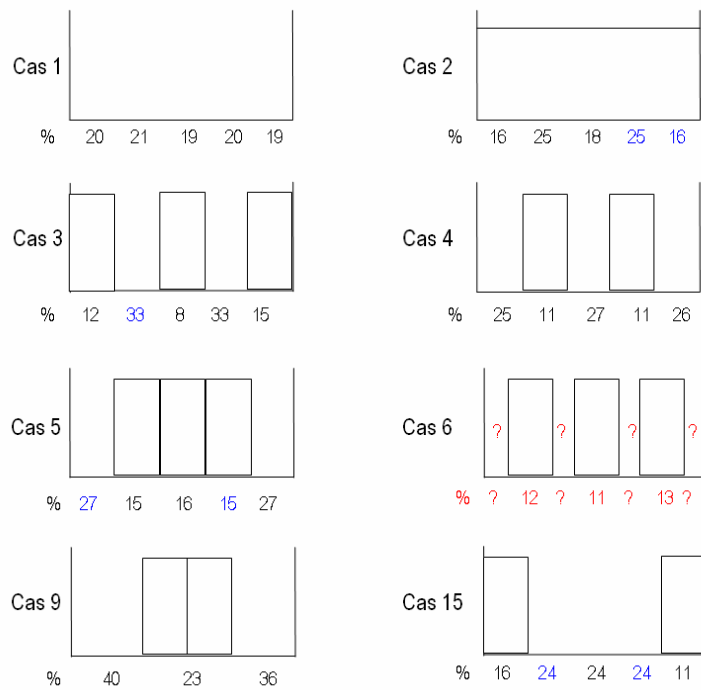 Cas 1
% 20 21 19 20 19
Cas 2
% 16 25 18 25 16
Cas 3
% 12 33 8 33 15
Cas 4
% 25 11 27 11 26
Cas 5
% 27 15 16 15 27
Cas 6
? ? ? ?
% ? 12 ? 11 ? 13 ?
Cas 9
% 40 23 36
Cas 15
% 16 24 24 24 11